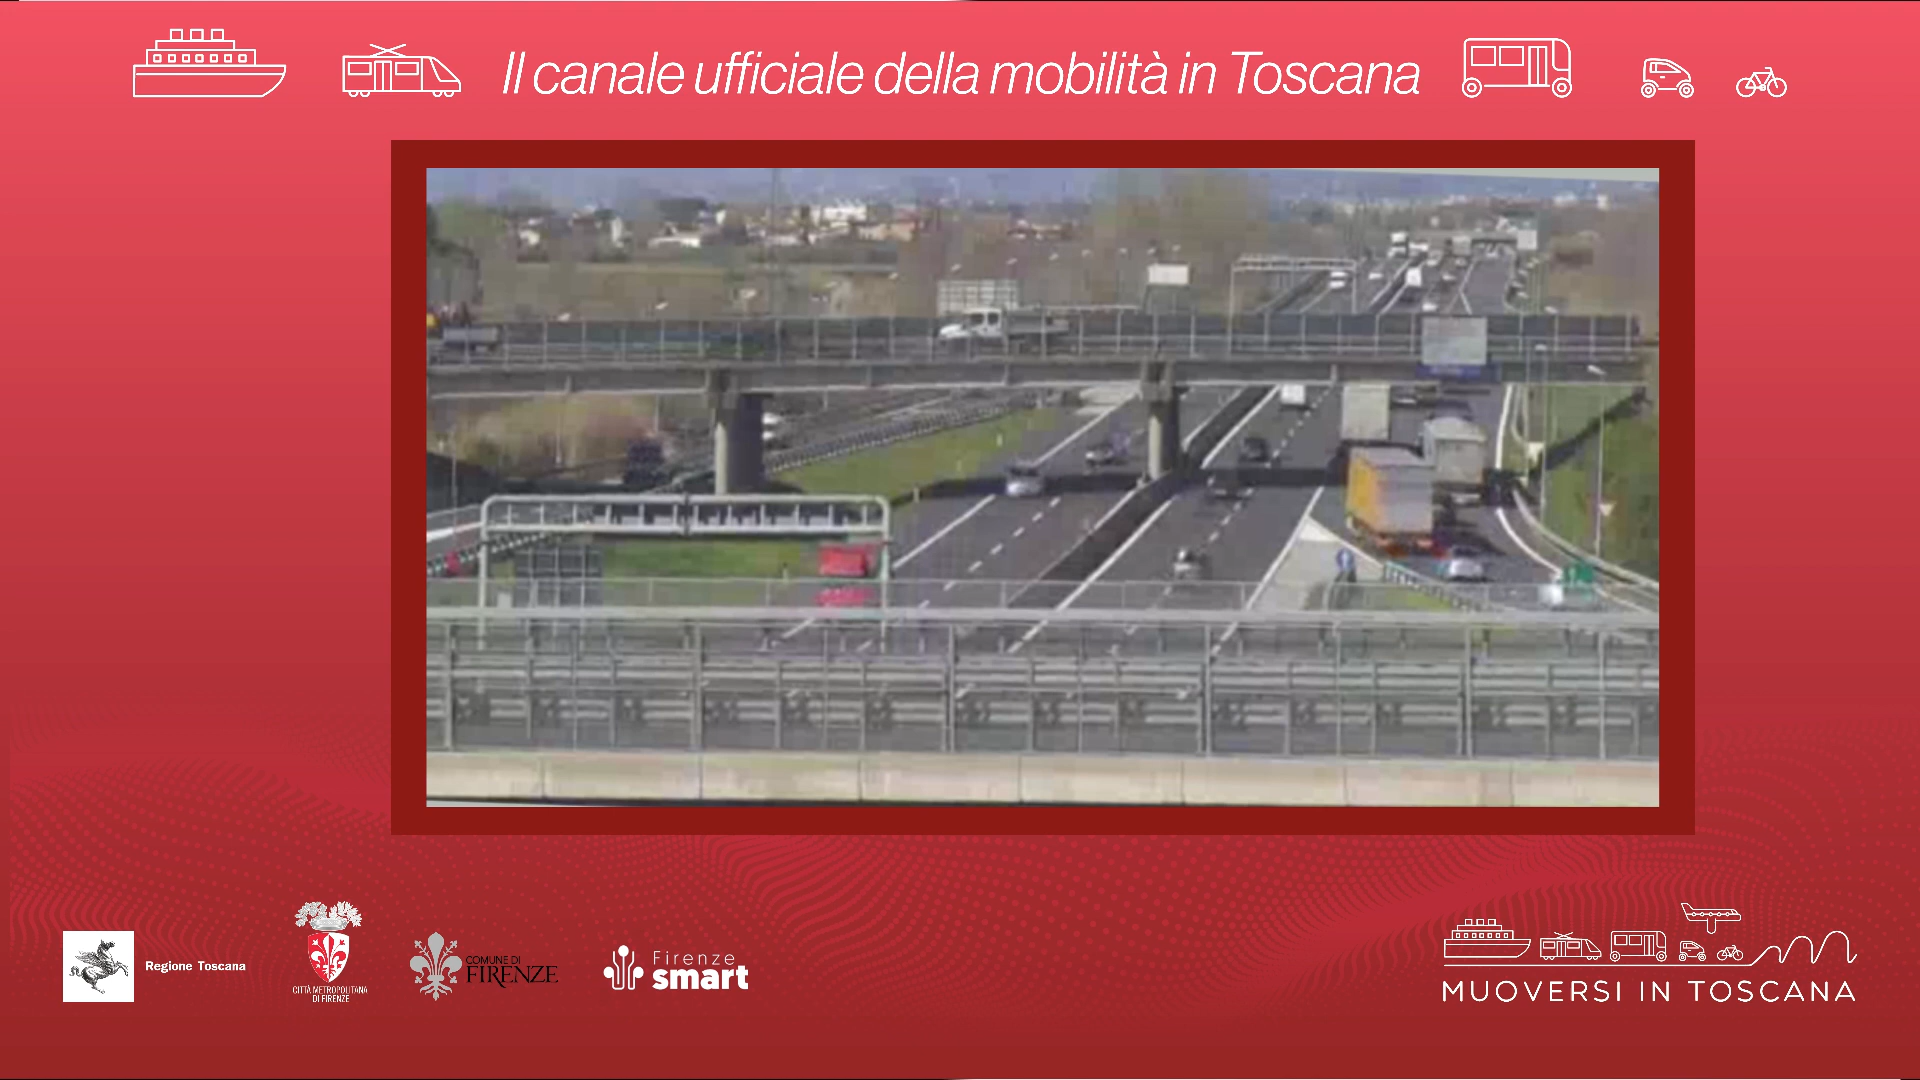 Il canale ufficiale della mobilità in Toscana
Regione Toscana
CITTÀ METROPOLITANA
DI FIRENZE
COMUNE DI
FIRENZE
Firenze
smart
MUOVERSI IN TOSCANA